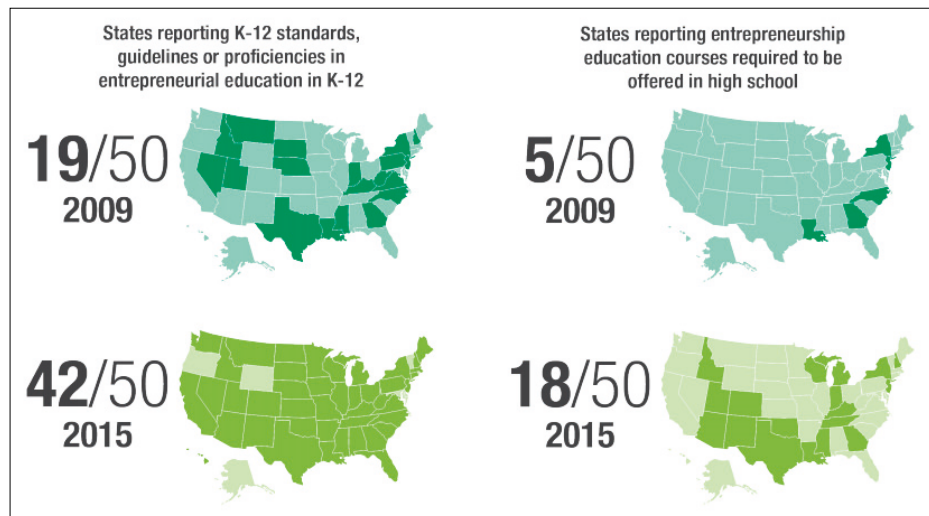 States reporting K-12 standards,
guidelines or proficiencies in
entrepreneurial education in K-12
19/50
2009
42/50
2015
States reporting entrepreneurship
education courses required to be
offered in high school
5/50
2009
18/50
2015